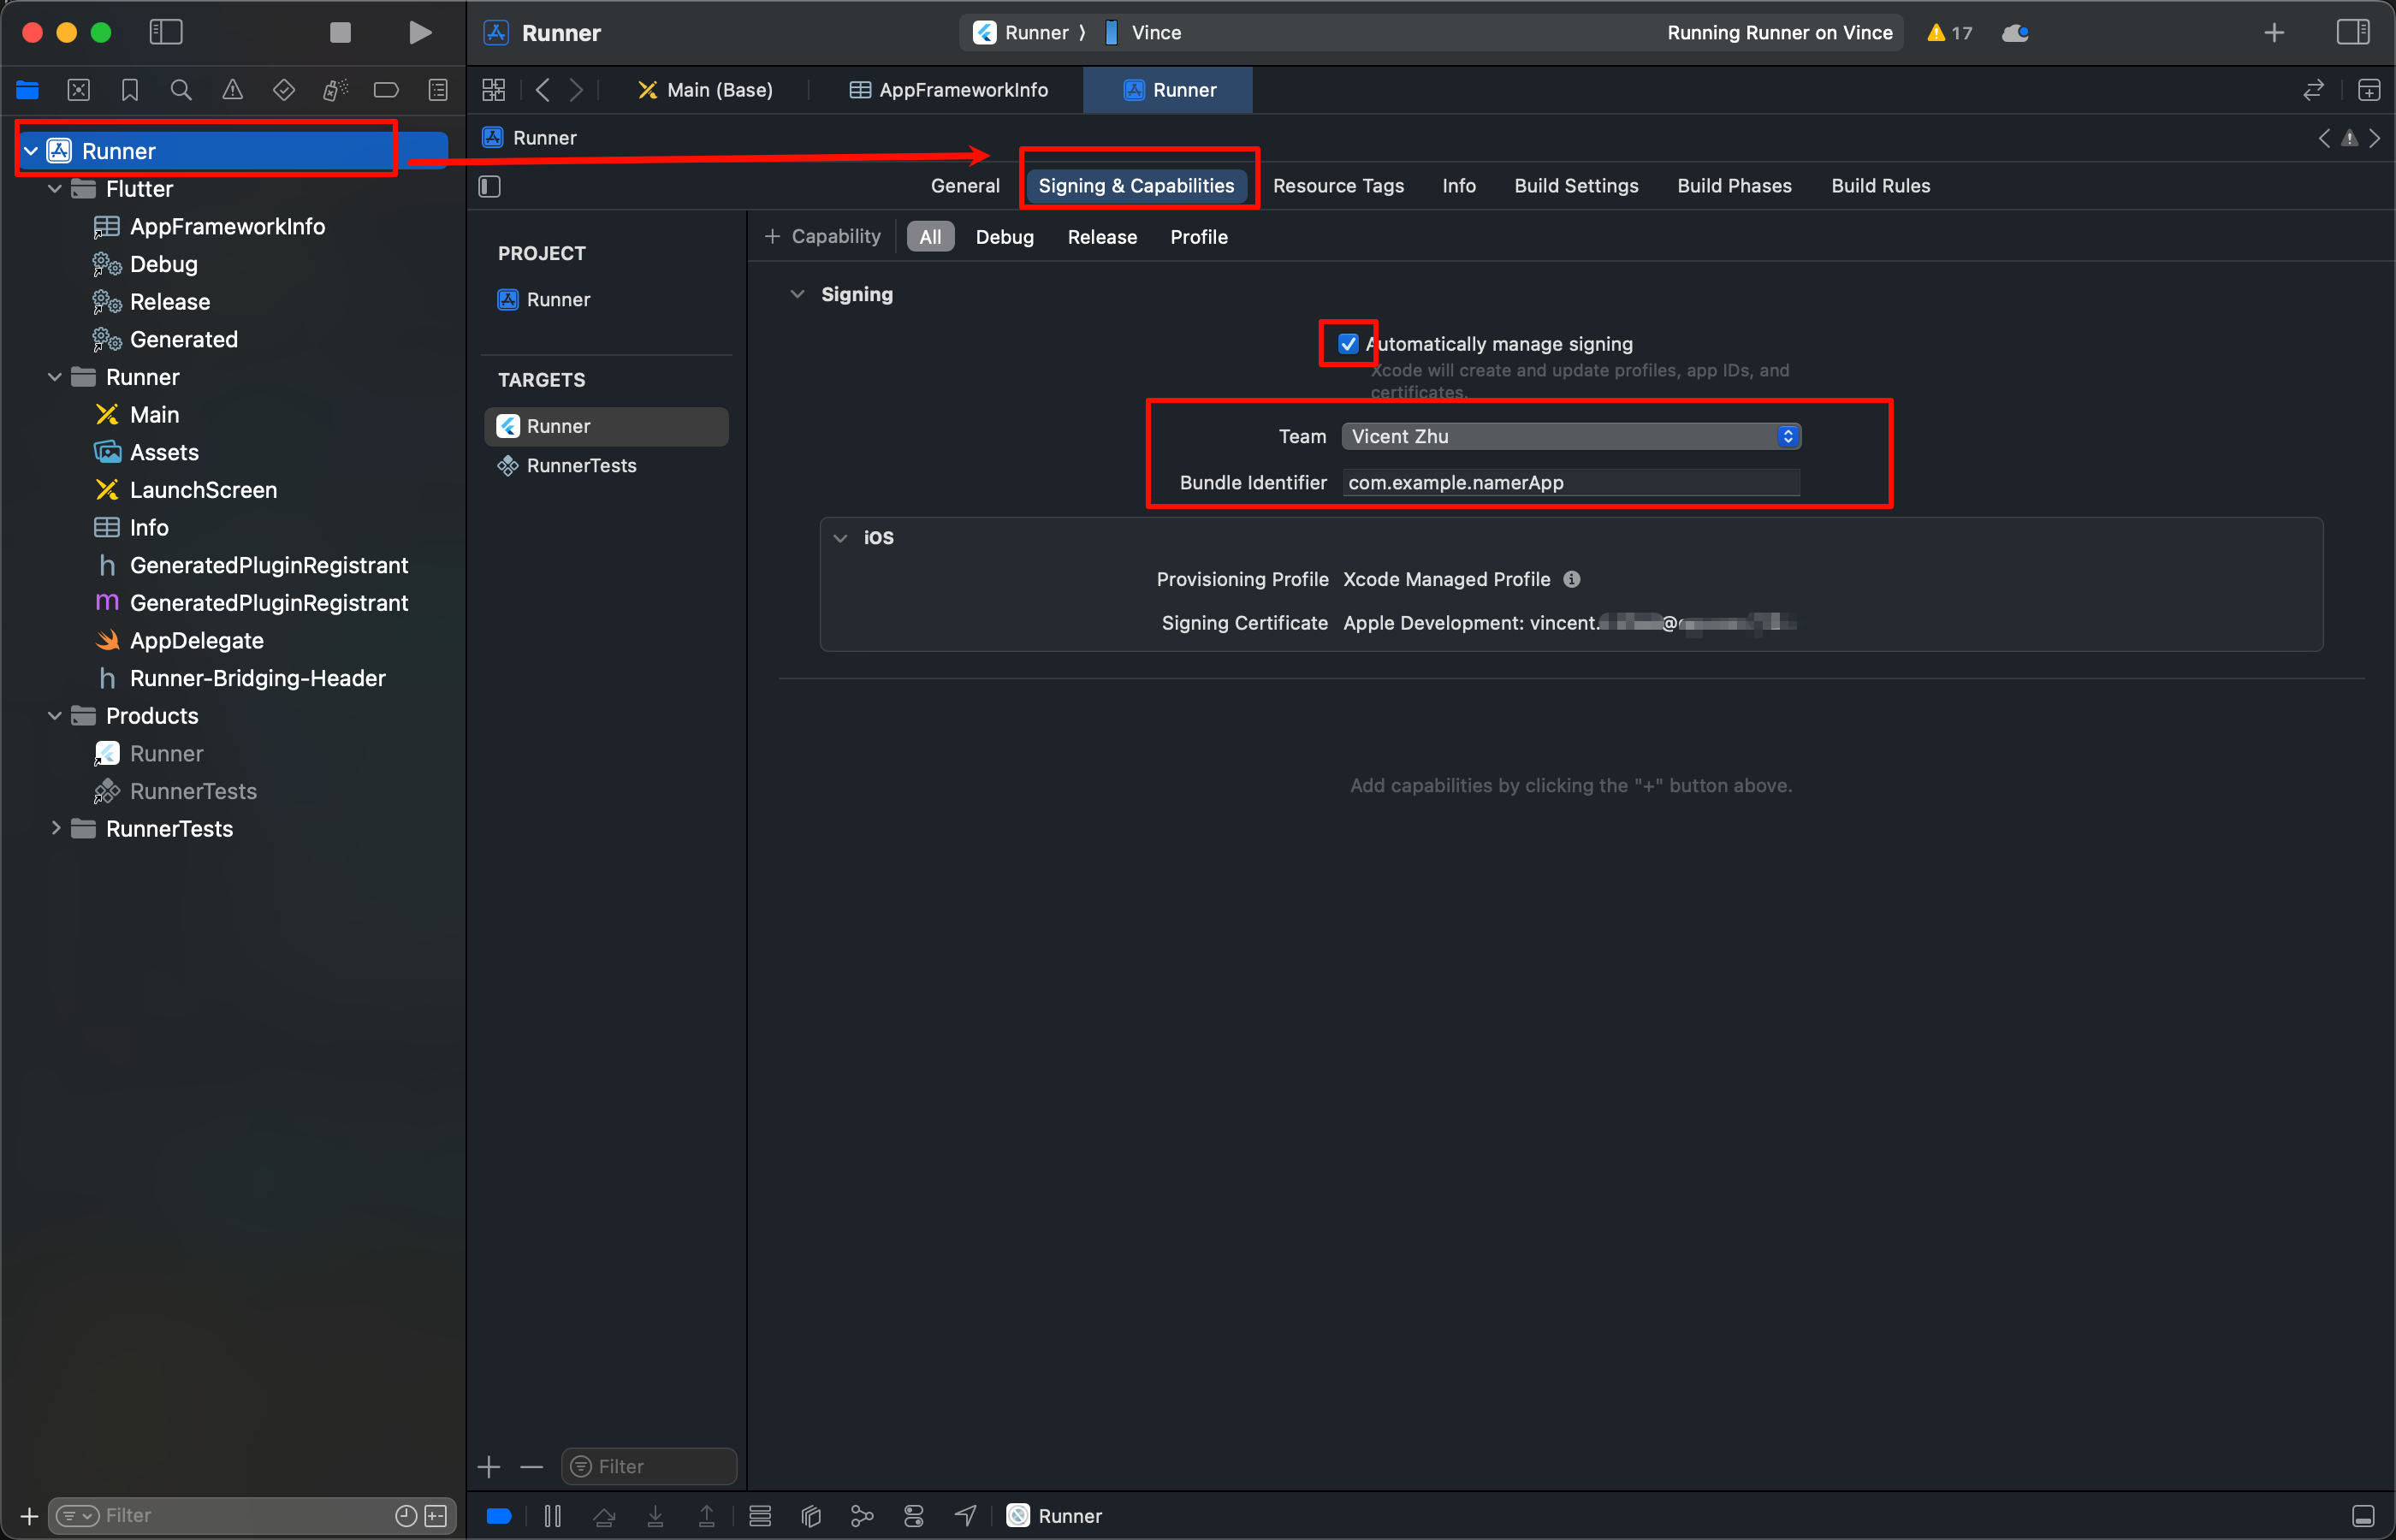 Runner
Runner 〉 Vince
Running Runner on Vince
17
Main (Base)
AppFrameworkInfo
Runner
Runner
Flutter
AppFrameworkInfo
Debug
Release
Generated
Runner
Main
Assets
LaunchScreen
Info
GeneratedPluginRegistrant
GeneratedPluginRegistrant
AppDelegate
Runner-Bridging-Header
Products
Runner
RunnerTests
RunnerTests
Filter
Runner
General
Signing & Capabilities
Resource Tags
Info
Build Settings
Build Phases
Build Rules
PROJECT
Runner
TARGETS
Runner
RunnerTests
Filter
+ Capability
All
Debug
Release
Profile
Signing
Automatically manage signing
Xcode will create and update profiles, app IDs, and
certificates.
Team Vicent Zhu
Bundle Identifier com.example.namerApp
iOS
Provisioning Profile Xcode Managed Profile
Signing Certificate Apple Development: vincent.
Add capabilities by clicking the "+" button above.
Runner